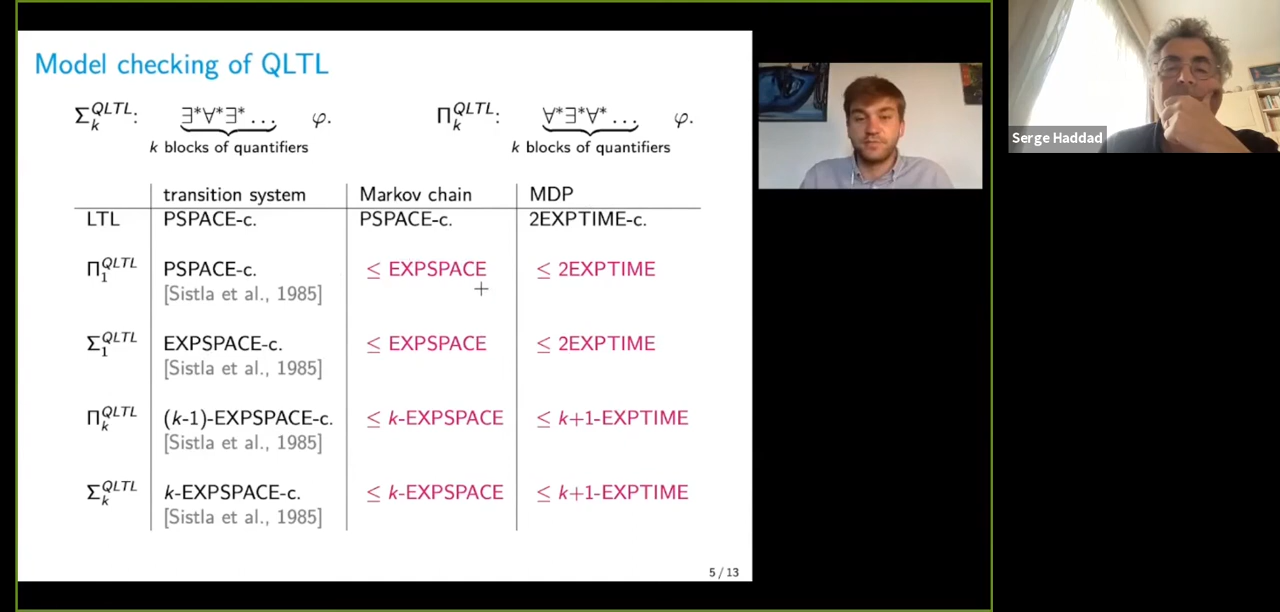 Model checking of QLTL
Σ_k^QLTL: ∃*∀*∃*... φ. Π_k^QLTL: ∀*∃*∀*... φ.
k blocks of quantifiers k blocks of quantifiers
transition system Markov chain MDP
LTL PSPACE-c. PSPACE-c. 2EXPTIME-c.
Π_1^QLTL PSPACE-c. ≤ EXPSPACE ≤ 2EXPTIME
[Sistla et al., 1985]
Σ_1^QLTL EXPSPACE-c. ≤ EXPSPACE ≤ 2EXPTIME
[Sistla et al., 1985]
Π_k^QLTL (k-1)-EXPSPACE-c. ≤ k-EXPSPACE ≤ k+1-EXPTIME
[Sistla et al., 1985]
Σ_k^QLTL k-EXPSPACE-c. ≤ k-EXPSPACE ≤ k+1-EXPTIME
[Sistla et al., 1985]
5 / 13
Serge Haddad